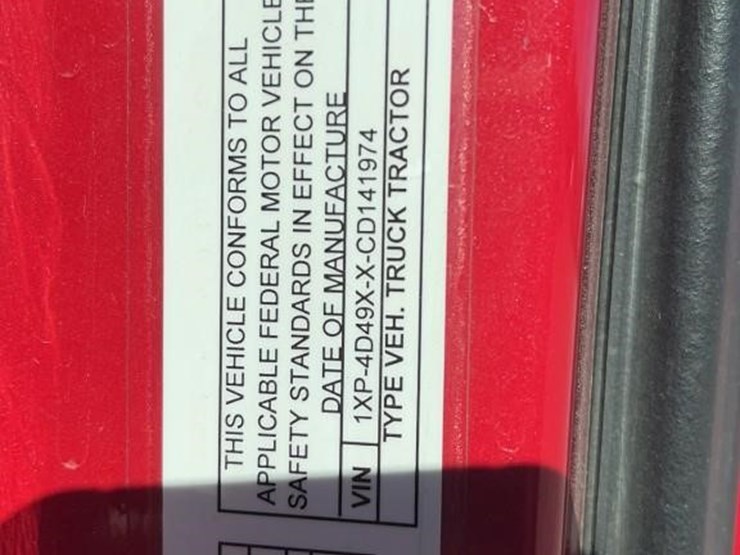 THIS VEHICLE CONFORMS TO ALL
APPLICABLE FEDERAL MOTOR VEHICLE
SAFETY STANDARDS IN EFFECT ON THE
DATE OF MANUFACTURE
VIN 1XP-4D49X-X-CD141974
TYPE VEH. TRUCK TRACTOR